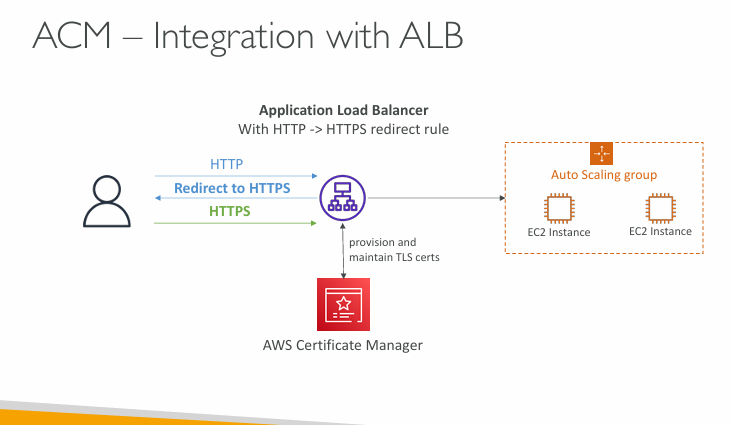 ACM – Integration with ALB
Application Load Balancer
With HTTP -> HTTPS redirect rule
HTTP
Redirect to HTTPS
HTTPS
Auto Scaling group
EC2 Instance
EC2 Instance
provision and
maintain TLS certs
AWS Certificate Manager